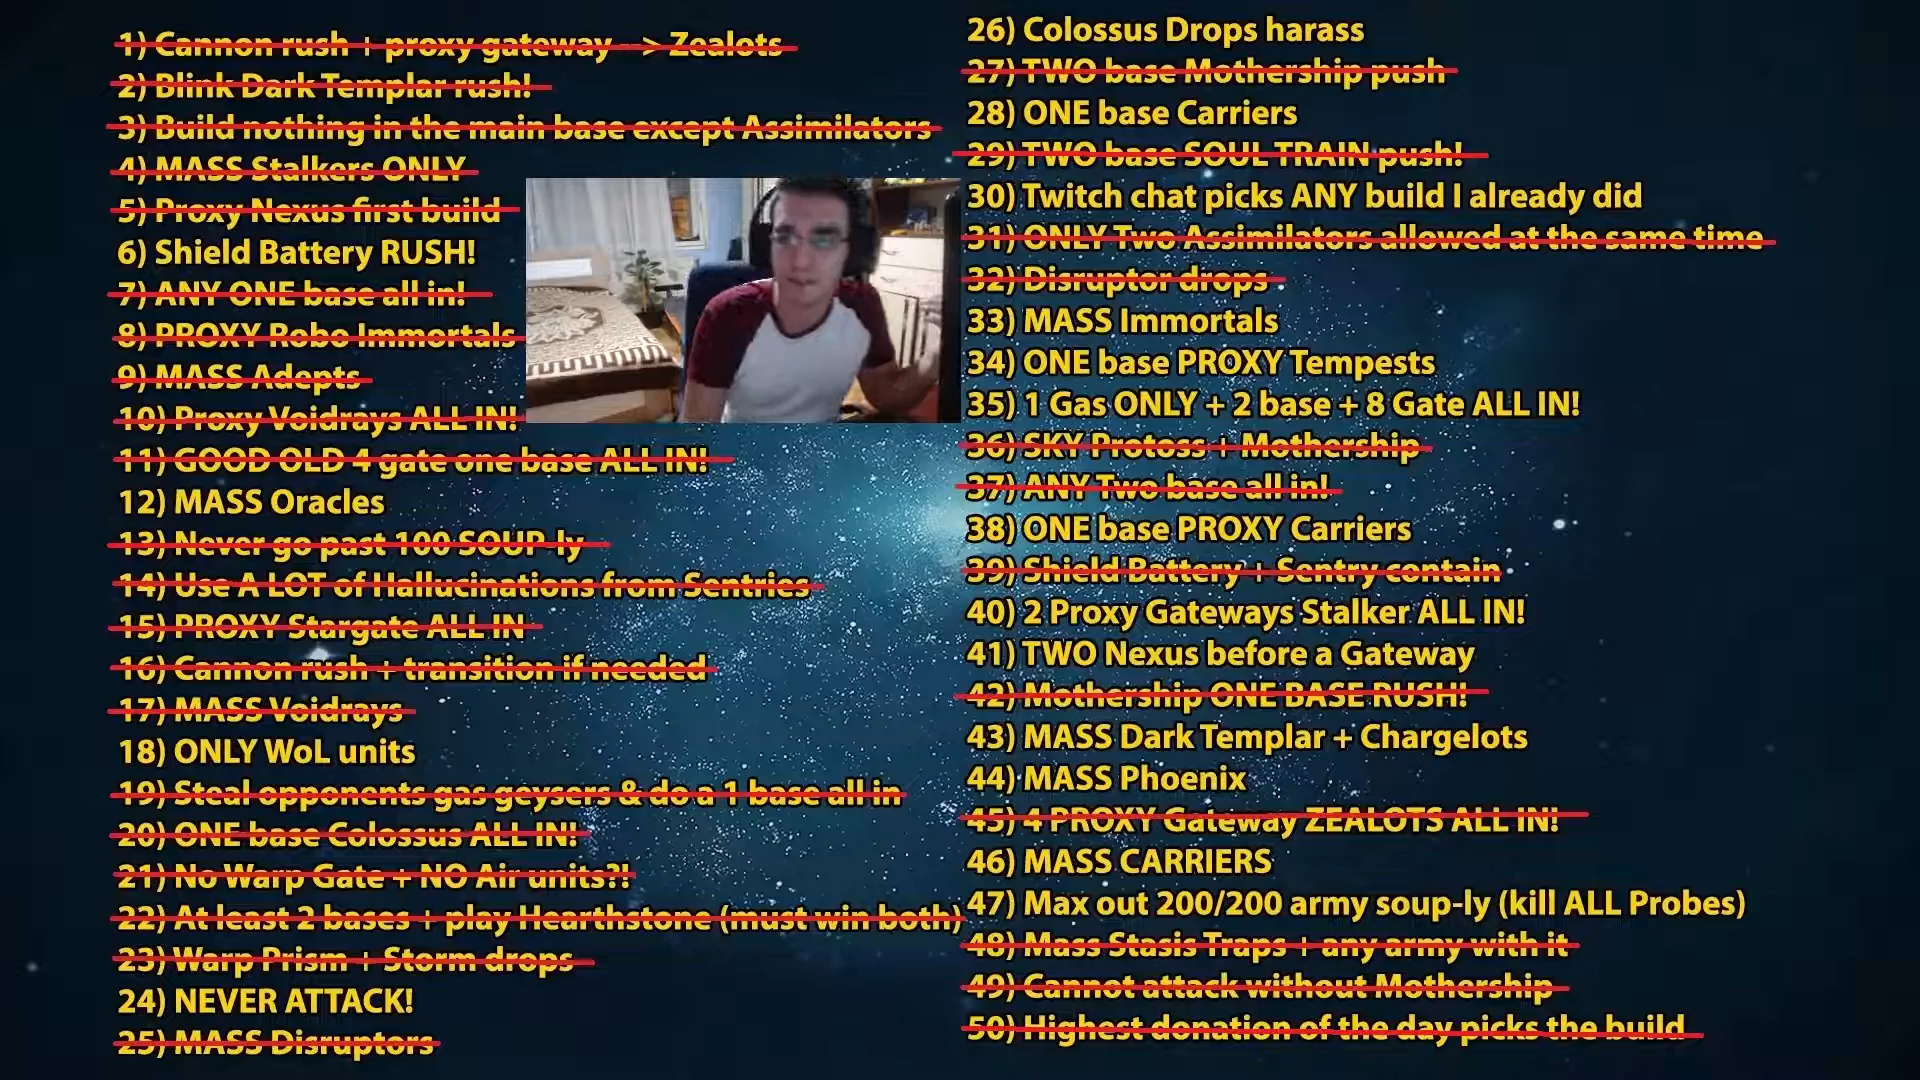 1) Cannon rush + proxy gateway --> Zealots
2) Blink Dark Templar rush!
3) Build nothing in the main base except Assimilators
4) MASS Stalkers ONLY
5) Proxy Nexus first build
6) Shield Battery RUSH!
7) ANY ONE base all in!
8) PROXY Robo Immortals
9) MASS Adepts
10) Proxy Voidrays ALL IN!
11) GOOD OLD 4 gate one base ALL IN!
12) MASS Oracles
13) Never go past 100 SOUP-ly
14) Use A LOT of Hallucinations from Sentries
15) PROXY Stargate ALL IN
16) Cannon rush + transition if needed
17) MASS Voidrays
18) ONLY WoL units
19) Steal opponents gas geysers & do a 1 base all in
20) ONE base Colossus ALL IN!
21) No Warp Gate + NO Air units?!
22) At least 2 bases + play Hearthstone (must win both)
23) Warp Prism + Storm drops
24) NEVER ATTACK!
25) MASS Disruptors
26) Colossus Drops harass
27) TWO base Mothership push
28) ONE base Carriers
29) TWO base SOUL TRAIN push!
30) Twitch chat picks ANY build I already did
31) ONLY Two Assimilators allowed at the same time
32) Disruptor drops
33) MASS Immortals
34) ONE base PROXY Tempests
35) 1 Gas ONLY + 2 base + 8 Gate ALL IN!
36) SKY Protoss + Mothership
37) ANY Two base all in!
38) ONE base PROXY Carriers
39) Shield Battery + Sentry contain
40) 2 Proxy Gateways Stalker ALL IN!
41) TWO Nexus before a Gateway
42) Mothership ONE BASE RUSH!
43) MASS Dark Templar + Chargelots
44) MASS Phoenix
45) 4 PROXY Gateway ZEALOTS ALL IN!
46) MASS CARRIERS
47) Max out 200/200 army soup-ly (kill ALL Probes)
48) Mass Stasis Traps + any army with it
49) Cannot attack without Mothership
50) Highest donation of the day picks the build